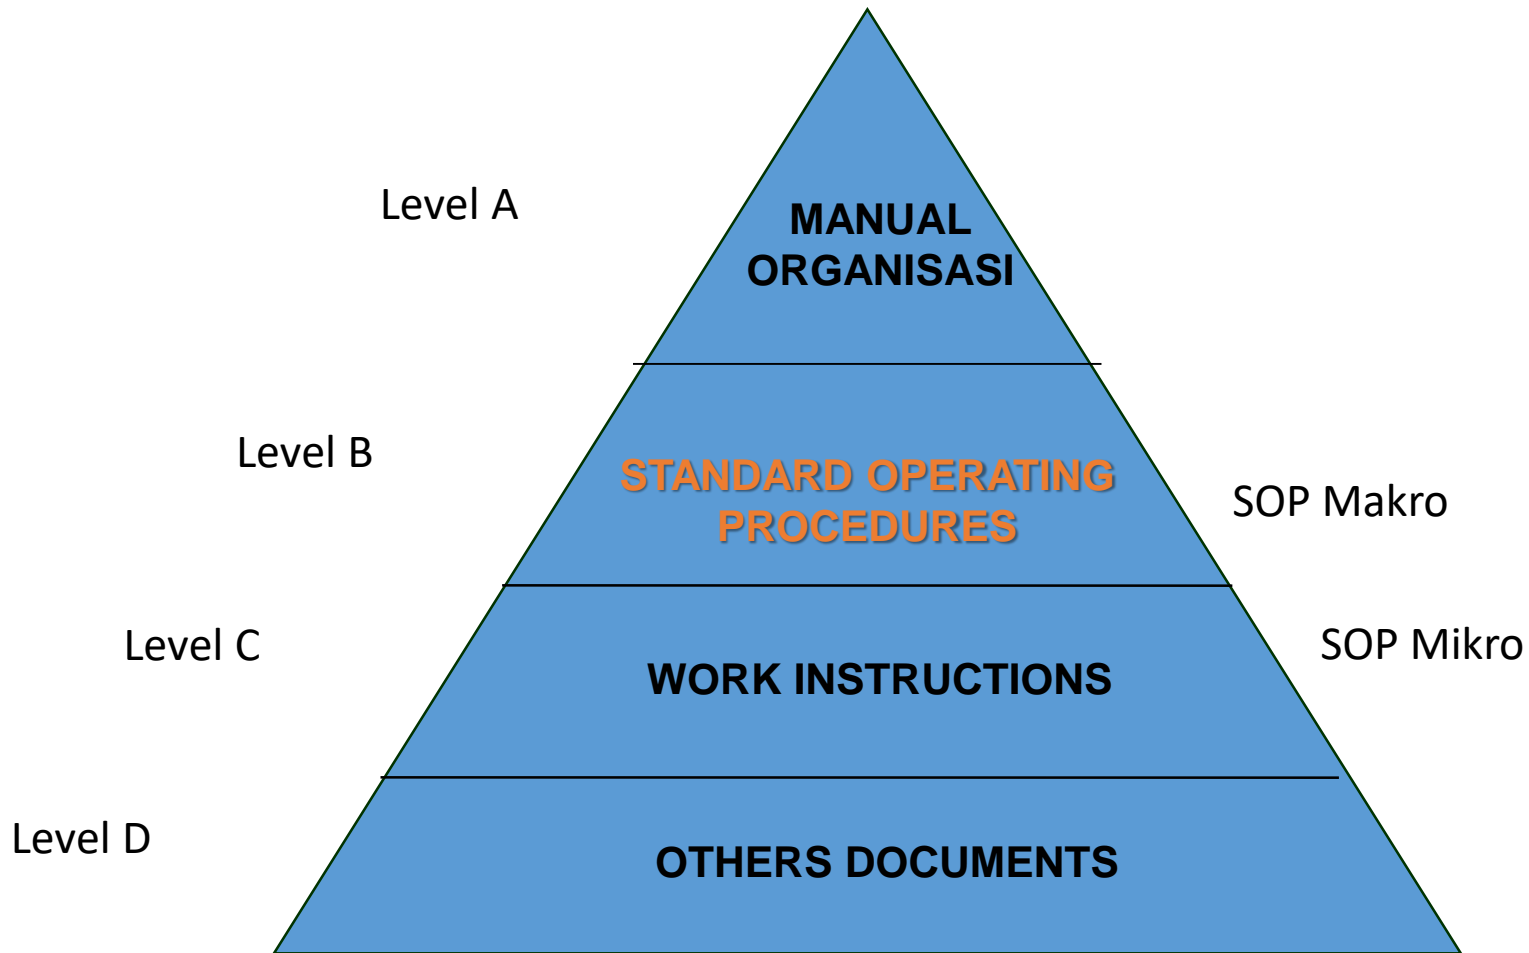 Level A
MANUAL
ORGANISASI
Level B
STANDARD OPERATING
PROCEDURES
SOP Makro
Level C
WORK INSTRUCTIONS
SOP Mikro
Level D
OTHERS DOCUMENTS